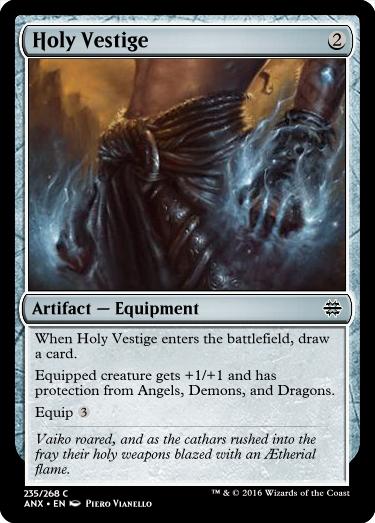 Holy Vestige 2
Artifact — Equipment
When Holy Vestige enters the battlefield, draw
a card.
Equipped creature gets +1/+1 and has
protection from Angels, Demons, and Dragons.
Equip 3
Vaiko roared, and as the cathars rushed into the
fray their holy weapons blazed with an Ætherial
flame.
235/268 C
ANX • EN Piero Vianello
™ & © 2016 Wizards of the Coast